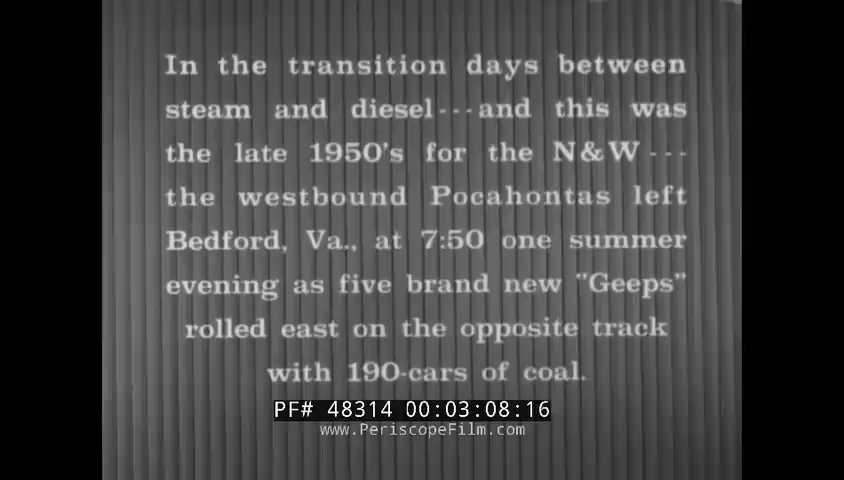 In the transition days between
steam and diesel---and this was
the late 1950's for the N&W---
the westbound Pocahontas left
Bedford, Va., at 7:50 one summer
evening as five brand new "Geeps"
rolled east on the opposite track
with 190-cars of coal.
PF# 48314 00:03:08:16
www.PeriscopeFilm.com